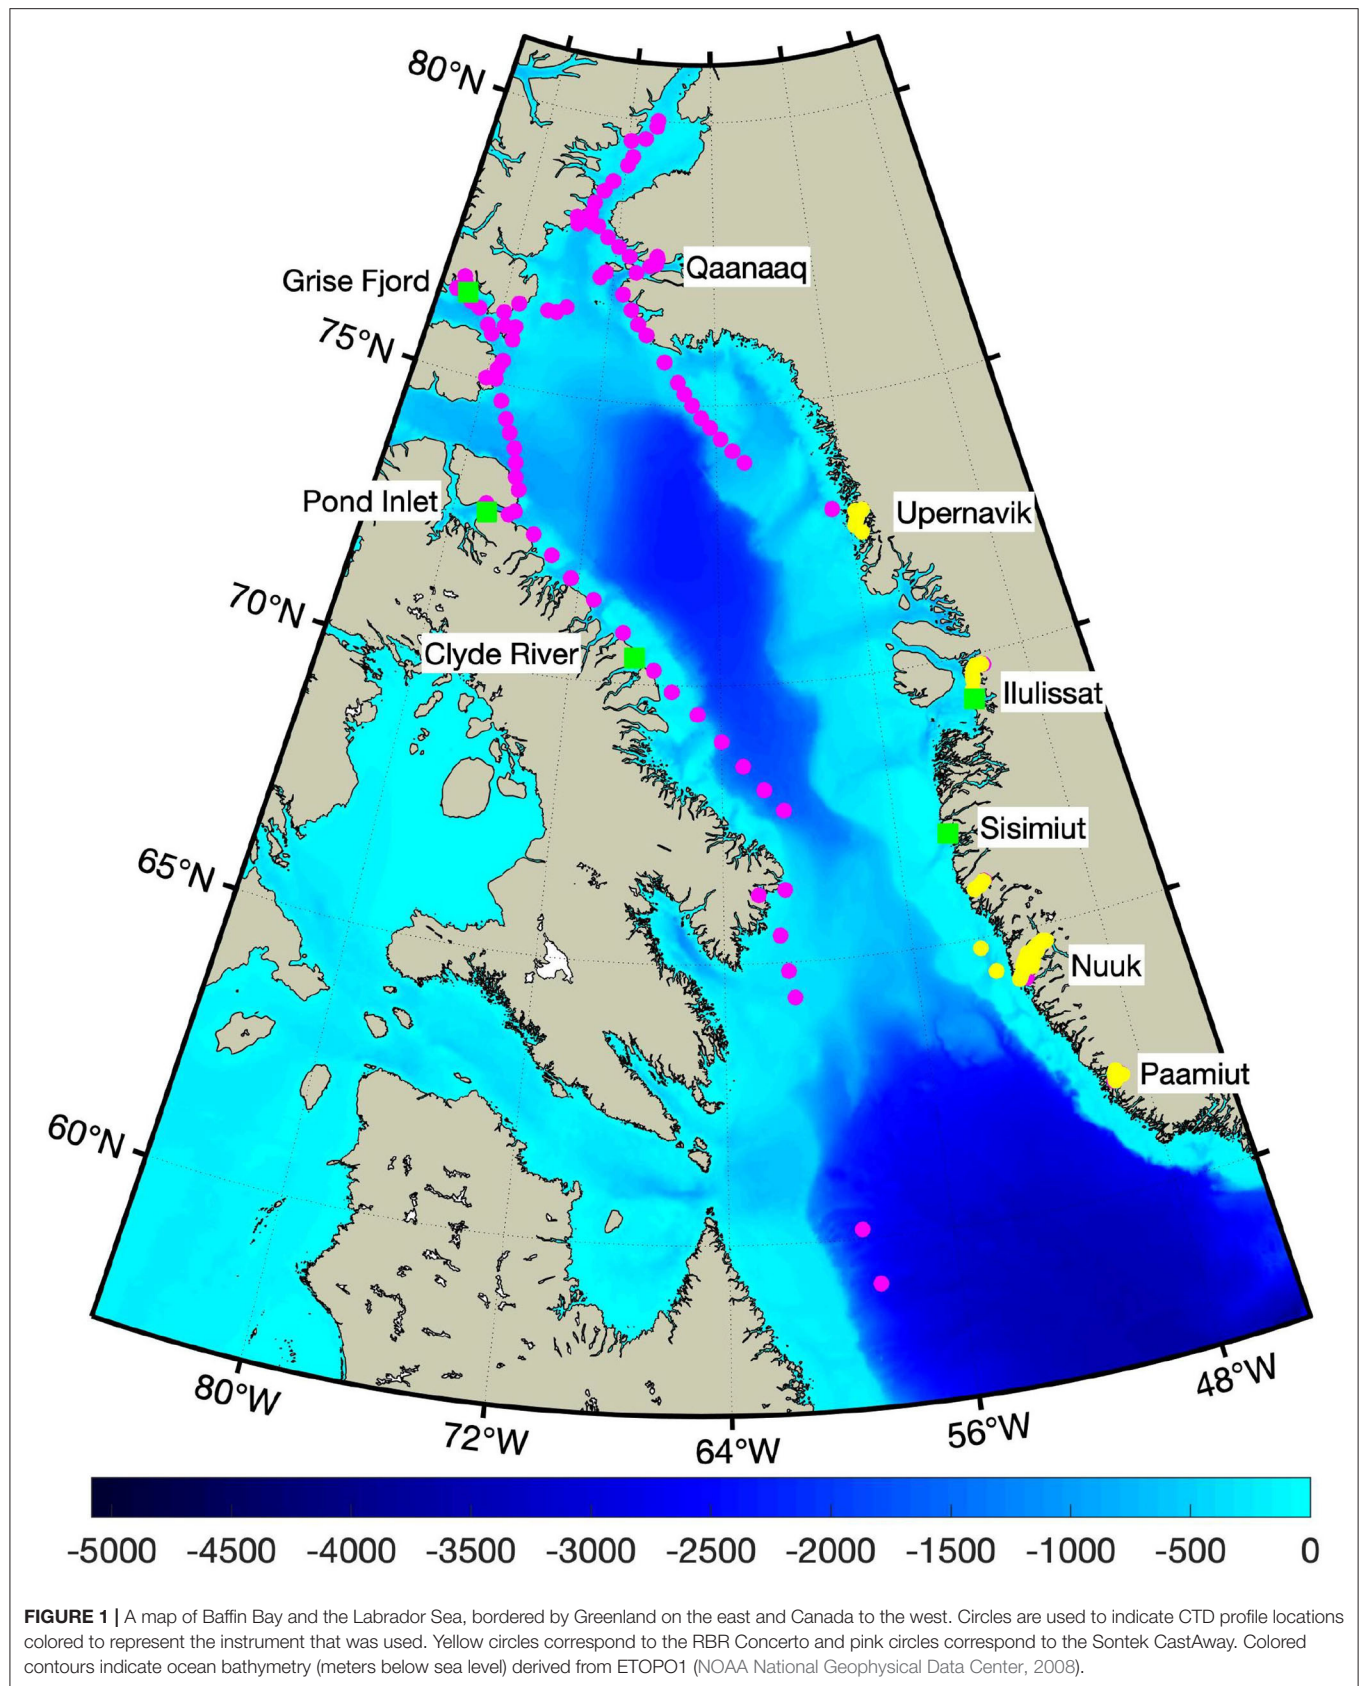 80°N
Qaanaaq
Grise Fjord
75°N
Pond Inlet
Upernavik
70°N
Clyde River
Ilulissat
Sisimiut
65°N
Nuuk
Paamiut
60°N
80°W
72°W
64°W
56°W
48°W
-5000 -4500 -4000 -3500 -3000 -2500 -2000 -1500 -1000 -500 0
FIGURE 1 | A map of Baffin Bay and the Labrador Sea, bordered by Greenland on the east and Canada to the west. Circles are used to indicate CTD profile locations
colored to represent the instrument that was used. Yellow circles correspond to the RBR Concerto and pink circles correspond to the Sontek CastAway. Colored
contours indicate ocean bathymetry (meters below sea level) derived from ETOPO1 (NOAA National Geophysical Data Center, 2008).